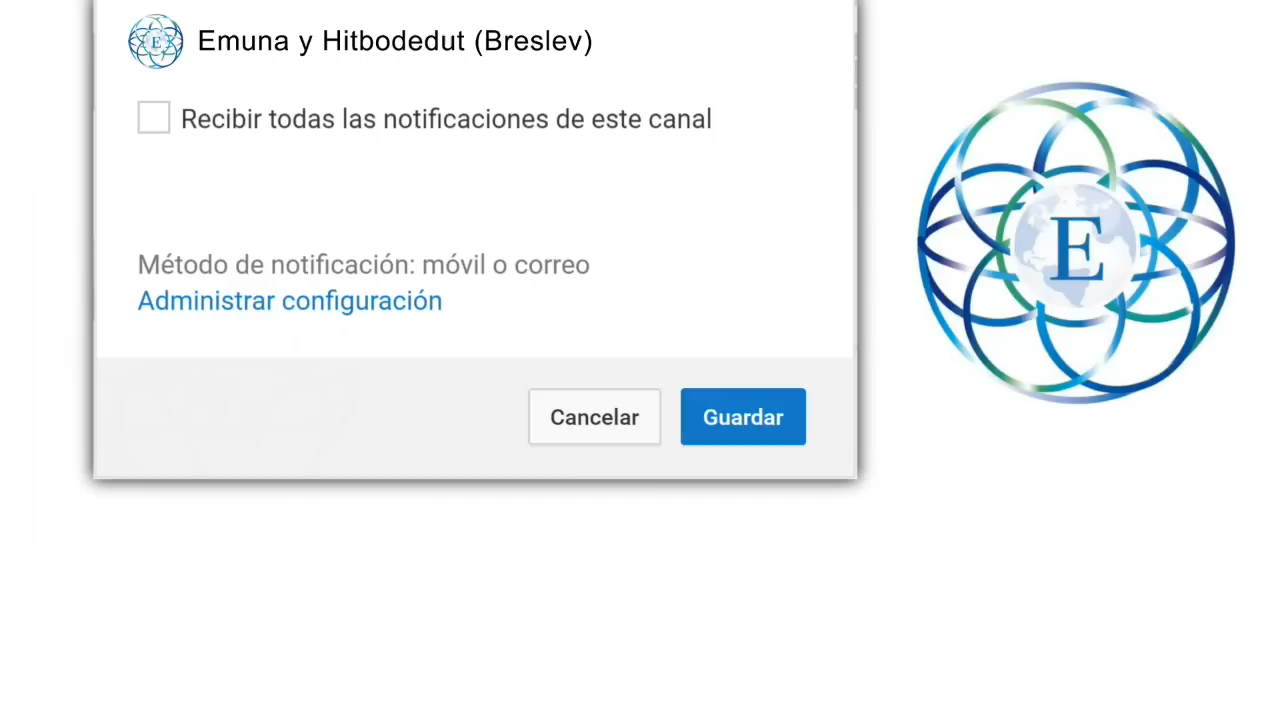 Emuna y Hitbodedut (Breslev)
Recibir todas las notificaciones de este canal
Método de notificación: móvil o correo
Administrar configuración
Cancelar Guardar
E